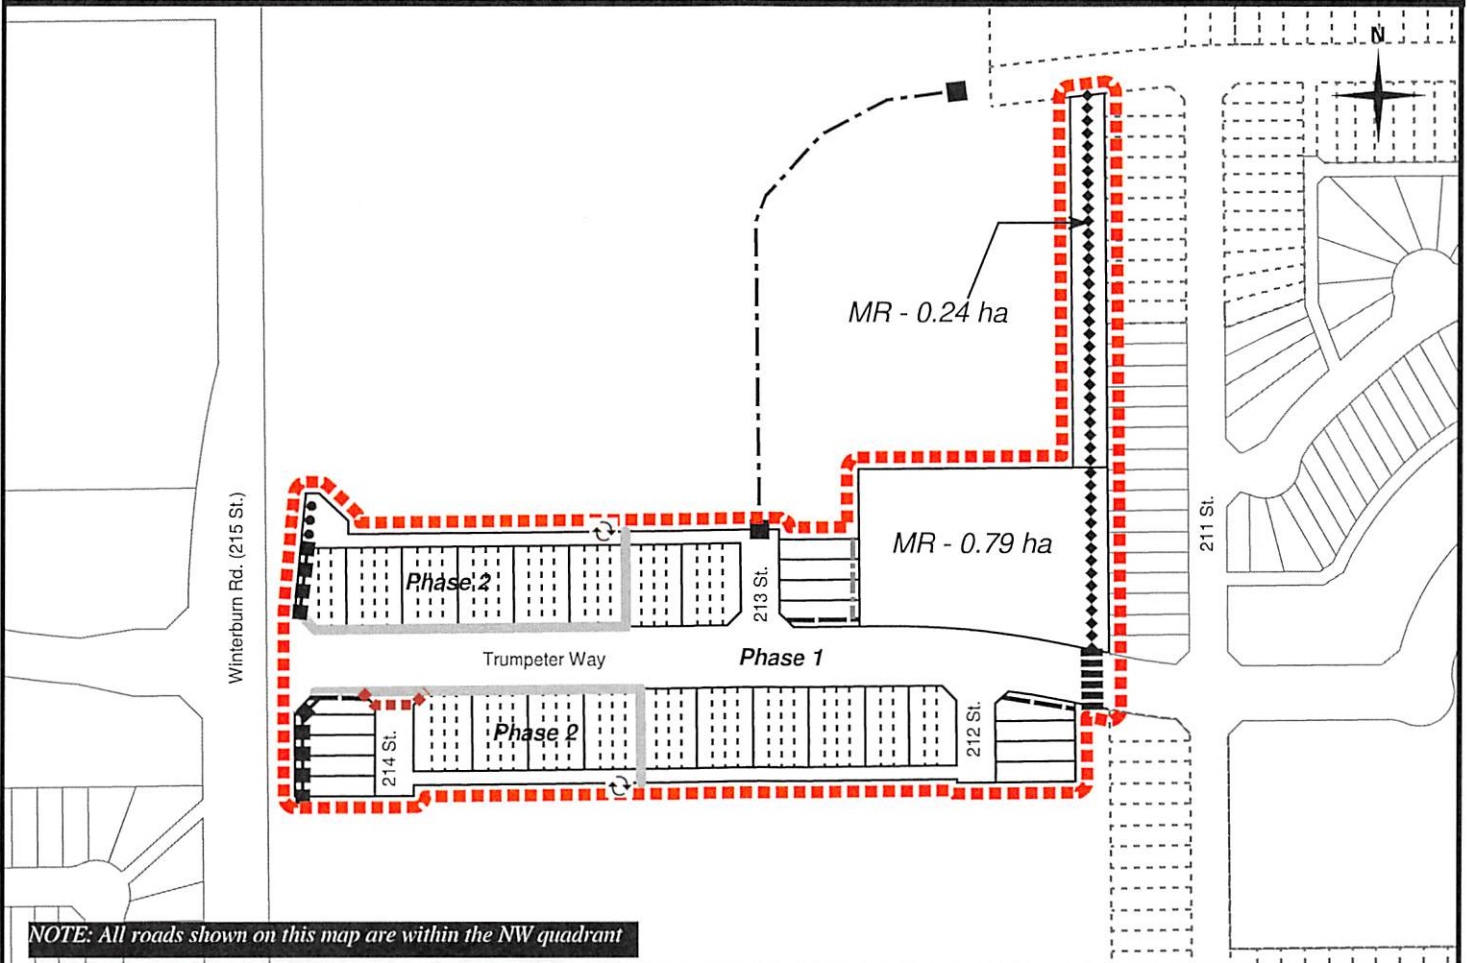 N
MR - 0.24 ha
Winterburn Rd. (215 St.)
211 St.
MR - 0.79 ha
Phase 2
213 St.
Trumpeter Way
Phase 1
Phase 2
214 St.
212 St.
NOTE: All roads shown on this map are within the NW quadrant